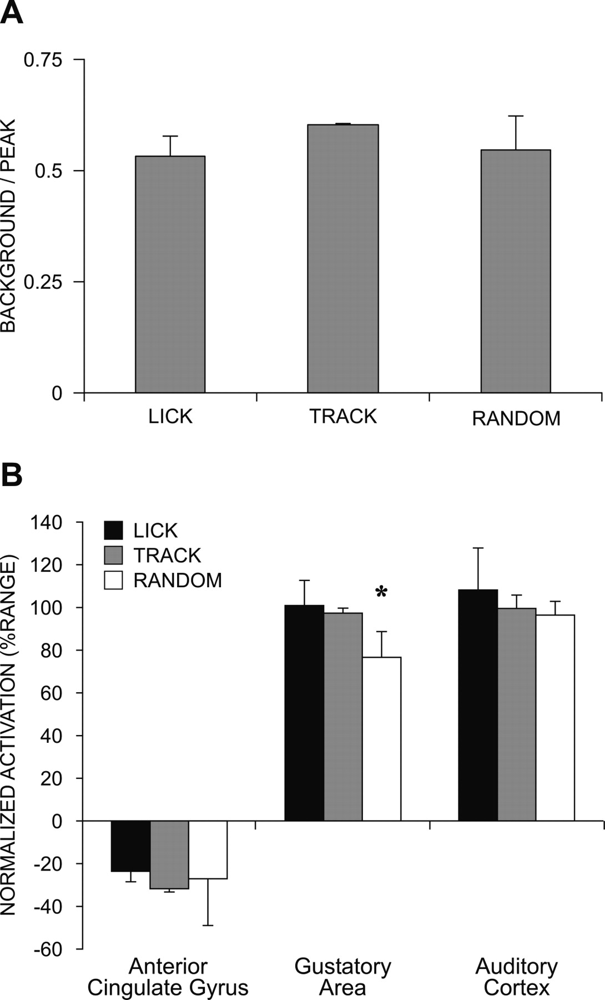 A
0.75
0.5
0.25
0
BACKGROUND / PEAK
LICK
TRACK
RANDOM
B
140
120
100
80
60
40
20
0
-20
-40
-60
NORMALIZED ACTIVATION (%RANGE)
LICK
TRACK
RANDOM
*
Anterior
Cingulate Gyrus
Gustatory
Area
Auditory
Cortex